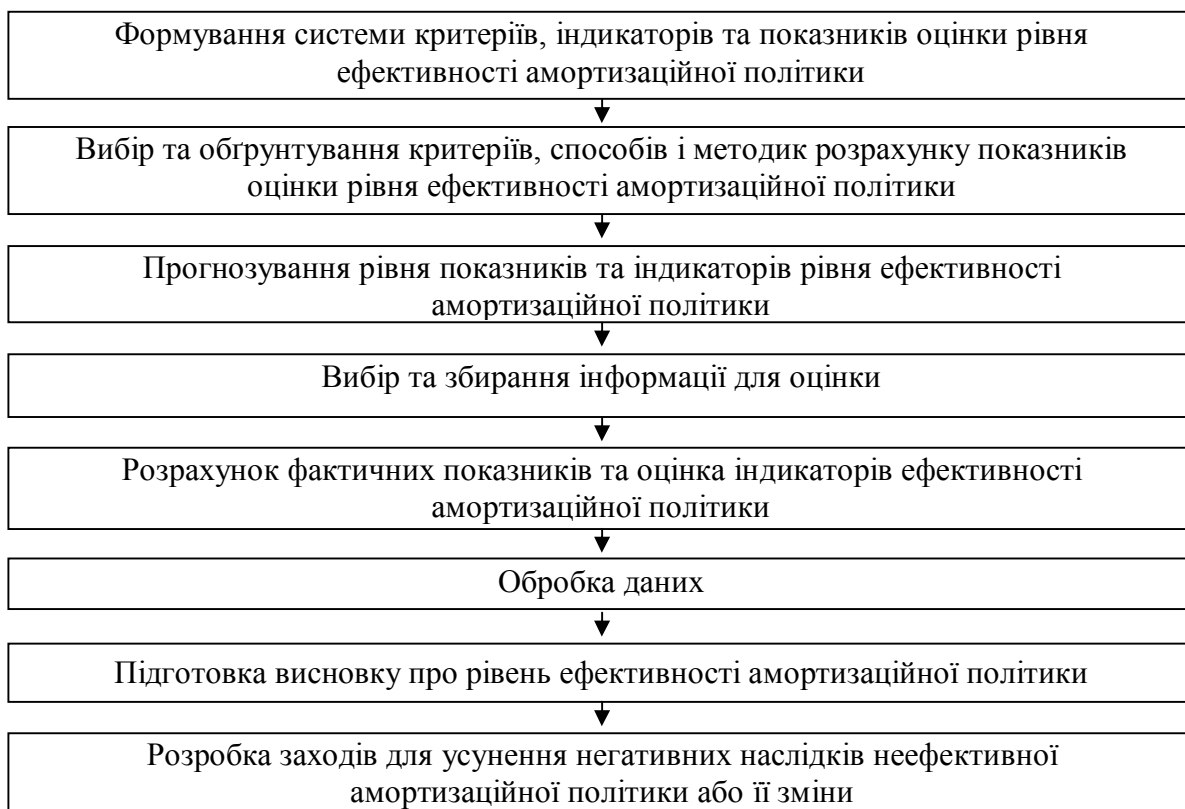 Формування системи критеріїв, індикаторів та показників оцінки рівня
ефективності амортизаційної політики
Вибір та обґрунтування критеріїв, способів і методик розрахунку показників
оцінки рівня ефективності амортизаційної політики
Прогнозування рівня показників та індикаторів рівня ефективності
амортизаційної політики
Вибір та збирання інформації для оцінки
Розрахунок фактичних показників та оцінка індикаторів ефективності
амортизаційної політики
Обробка даних
Підготовка висновку про рівень ефективності амортизаційної політики
Розробка заходів для усунення негативних наслідків неефективної
амортизаційної політики або її зміни